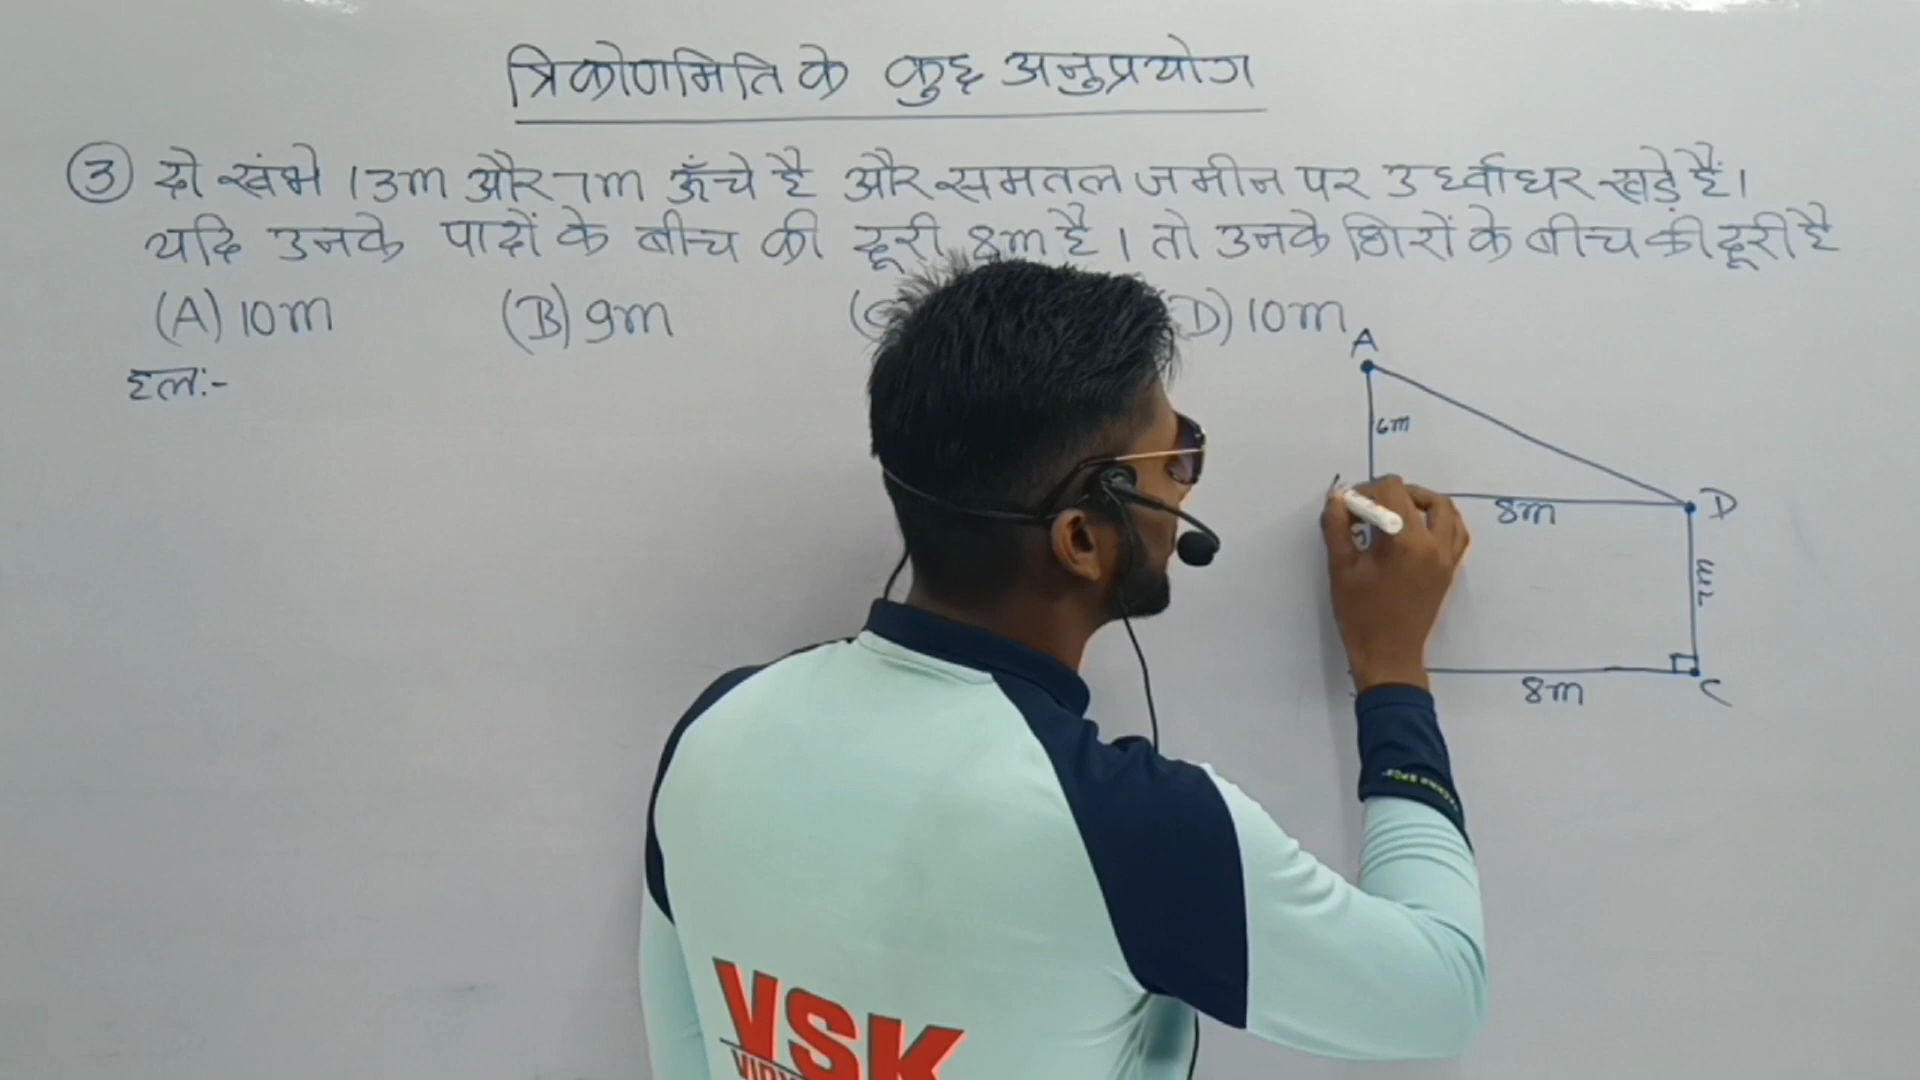 त्रिकोणमिति के कुछ अनुप्रयोग
③ दो खंभे 13m और 7m ऊँचे है और समतल जमीन पर उर्ध्वाधर खड़े हैं।
यदि उनके पादों के बीच की दूरी 8m है। तो उनके शिरों के बीच की दूरी है
(A) 10m (B) 9m (C D) 10m
हल:-
A
6m
8m
D
7m
8m
C
VSK